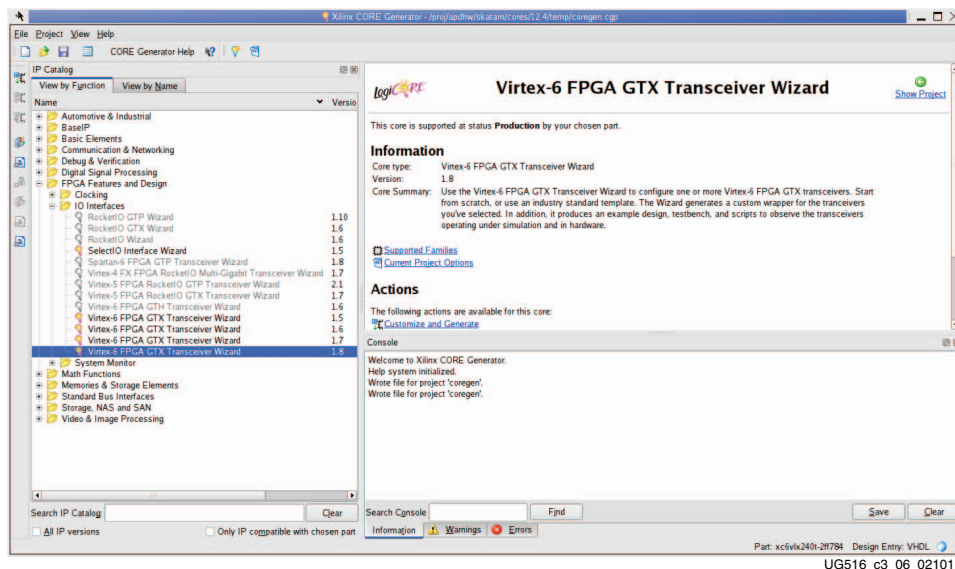 Xilinx CORE Generator - /proj/apdhw/skatam/cores/12.4/temp/coregen.cgp
File Project View Help
CORE Generator Help
IP Catalog
View by Function View by Name
Name Versio
Automotive & Industrial
BaseIP
Basic Elements
Communication & Networking
Debug & Verification
Digital Signal Processing
FPGA Features and Design
Clocking
IO Interfaces
RocketIO GTP Wizard 1.10
RocketIO GTX Wizard 1.6
RocketIO Wizard 1.6
SelectIO Interface Wizard 1.5
Spartan-6 FPGA GTP Transceiver Wizard 1.8
Virtex-4 FX FPGA RocketIO Multi-Gigabit Transceiver Wizard 1.7
Virtex-5 FPGA RocketIO GTP Transceiver Wizard 2.1
Virtex-5 FPGA RocketIO GTX Transceiver Wizard 1.7
Virtex-6 FPGA GTH Transceiver Wizard 1.6
Virtex-6 FPGA GTX Transceiver Wizard 1.5
Virtex-6 FPGA GTX Transceiver Wizard 1.6
Virtex-6 FPGA GTX Transceiver Wizard 1.7
Virtex-6 FPGA GTX Transceiver Wizard 1.8
System Monitor
Math Functions
Memories & Storage Elements
Standard Bus Interfaces
Storage, NAS and SAN
Video & Image Processing
Search IP Catalog: Clear
All IP versions Only IP compatible with chosen part
logiCORE Virtex-6 FPGA GTX Transceiver Wizard Show Project
This core is supported at status Production by your chosen part.
Information
Core type: Virtex-6 FPGA GTX Transceiver Wizard
Version: 1.8
Core Summary: Use the Virtex-6 FPGA GTX Transceiver Wizard to configure one or more Virtex-6 FPGA GTX transceivers. Start
from scratch, or use an industry standard template. The Wizard generates a custom wrapper for the tranceivers
you've selected. In addition, it produces an example design, testbench, and scripts to observe the transceivers
operating under simulation and in hardware.
Supported Families
Current Project Options
Actions
The following actions are available for this core:
Customize and Generate
Console
Welcome to Xilinx CORE Generator.
Help system initialized.
Wrote file for project 'coregen'.
Wrote file for project 'coregen'.
Search Console Find Save Clear
Information Warnings Errors
Part: xc6vlx240t-2ff784 Design Entry: VHDL
UG516_c3_06_02101